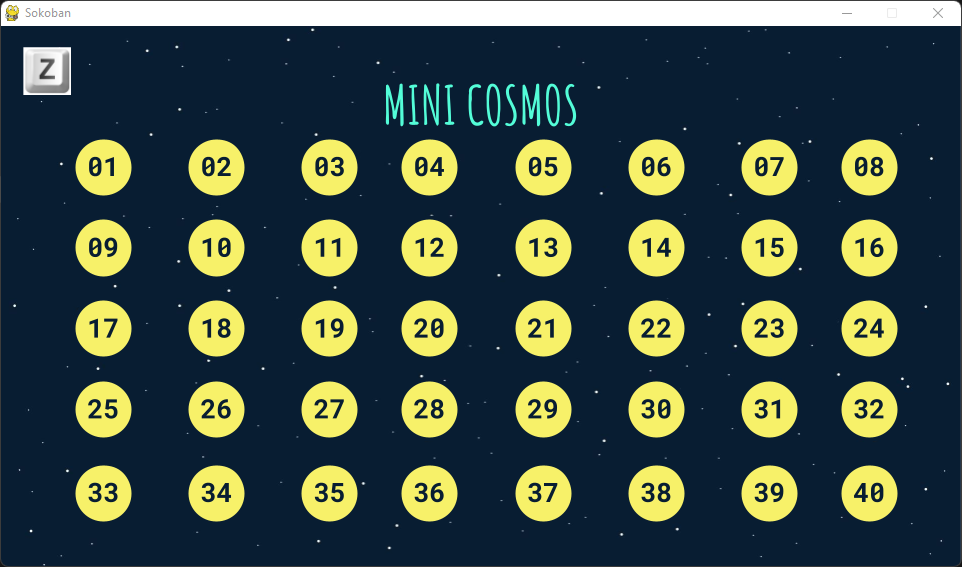 Sokoban
Z
MINI COSMOS
01 02 03 04 05 06 07 08
09 10 11 12 13 14 15 16
17 18 19 20 21 22 23 24
25 26 27 28 29 30 31 32
33 34 35 36 37 38 39 40